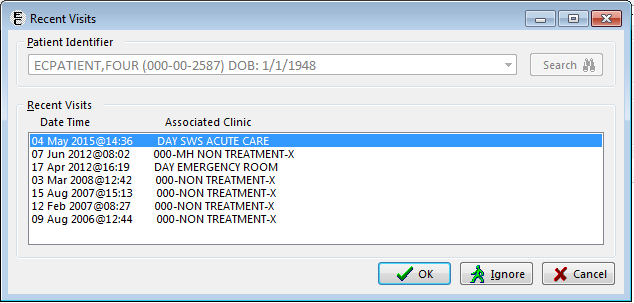 Recent Visits
Patient Identifier
ECPATIENT,FOUR (000-00-2587) DOB: 1/1/1948
Search
Recent Visits
Date Time Associated Clinic
04 May 2015@14:36 DAY SWS ACUTE CARE
07 Jun 2012@08:02 000-MH NON TREATMENT-X
17 Apr 2012@16:19 DAY EMERGENCY ROOM
03 Mar 2008@12:42 000-NON TREATMENT-X
15 Aug 2007@15:13 000-NON TREATMENT-X
12 Feb 2007@08:27 000-NON TREATMENT-X
09 Aug 2006@12:44 000-NON TREATMENT-X
OK Ignore Cancel